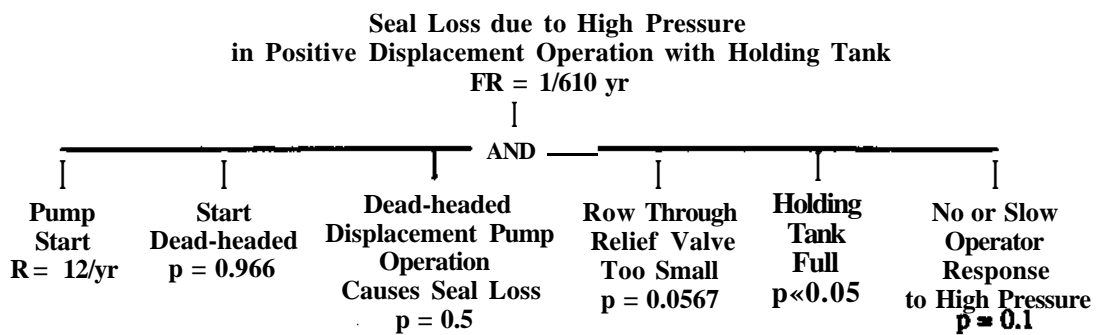 Seal Loss due to High Pressure
in Positive Displacement Operation with Holding Tank
FR = 1/610 yr
AND
Pump
Start
R = 12/yr
Start
Dead-headed
p = 0.966
Dead-headed
Displacement Pump
Operation
Causes Seal Loss
p = 0.5
Row Through
Relief Valve
Too Small
p = 0.0567
Holding
Tank
Full
p«0.05
No or Slow
Operator
Response
to High Pressure
p = 0.1